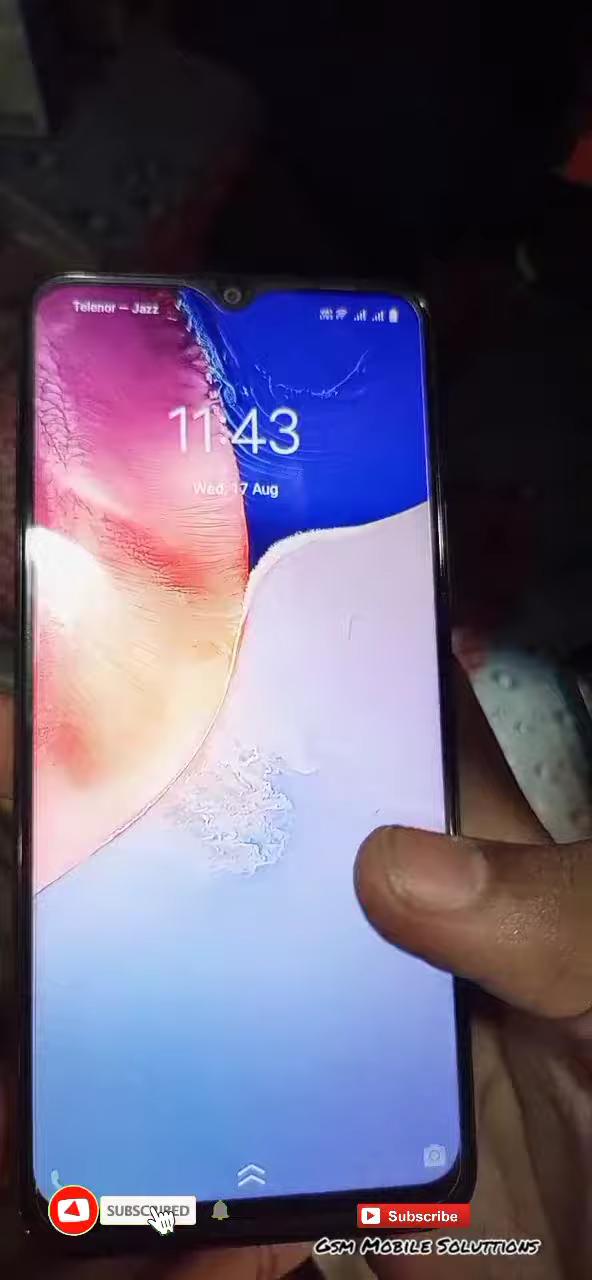 Telenor — Jazz
11:43
Wed, 17 Aug
SUBSCRIBED
Subscribe
GSM MOBILE SOLUTTIONS